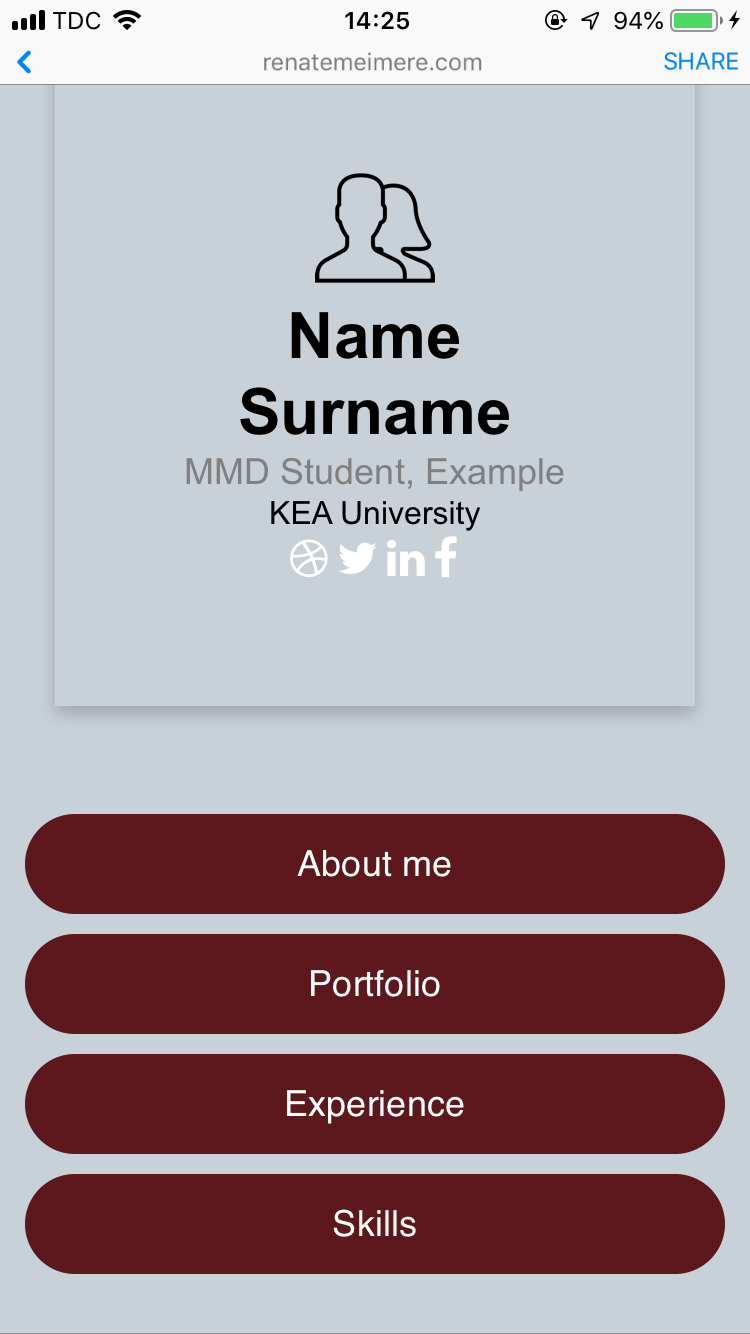 TDC 14:25 94%
renatemeimere.com SHARE
Name
Surname
MMD Student, Example
KEA University
in f
About me
Portfolio
Experience
Skills